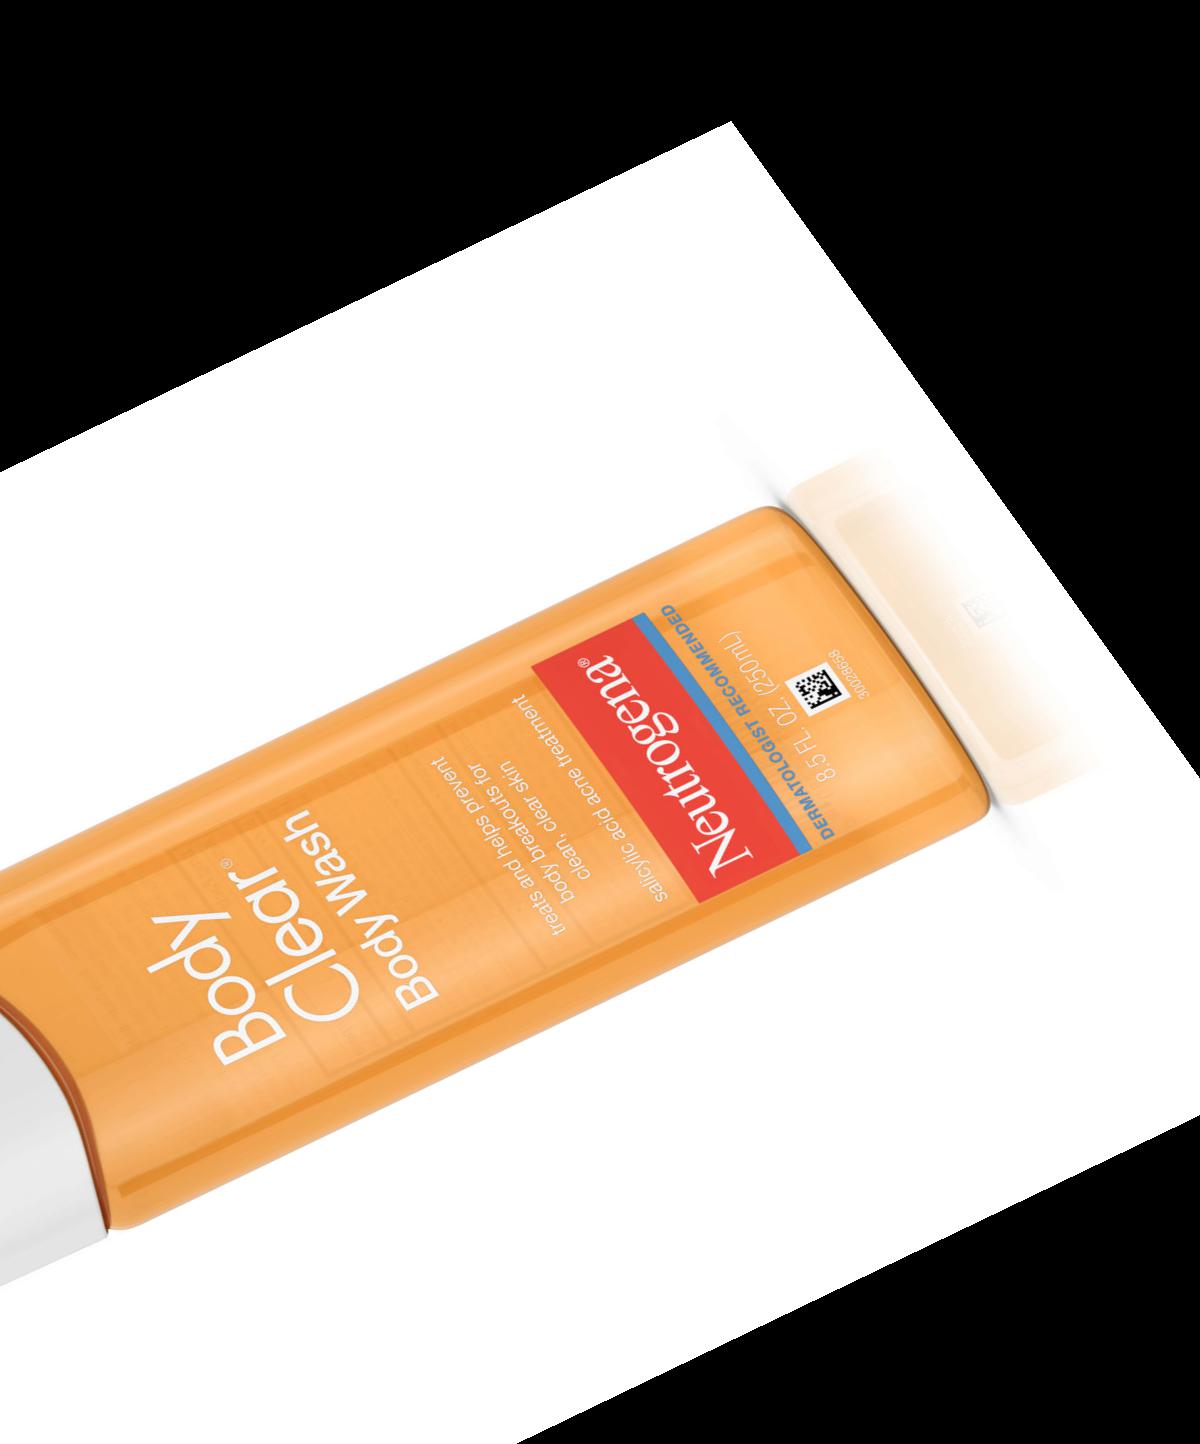 Body
Clear®
Body Wash
treats and helps prevent
body breakouts for
clean, clear skin
salicylic acid acne treatment
Neutrogena®
DERMATOLOGIST RECOMMENDED
8.5 FL. OZ. (250mL)
30028658